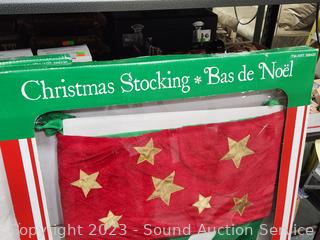 Christmas Stocking * Bas de Noël
Copyright 2023 - Sound Auction Service